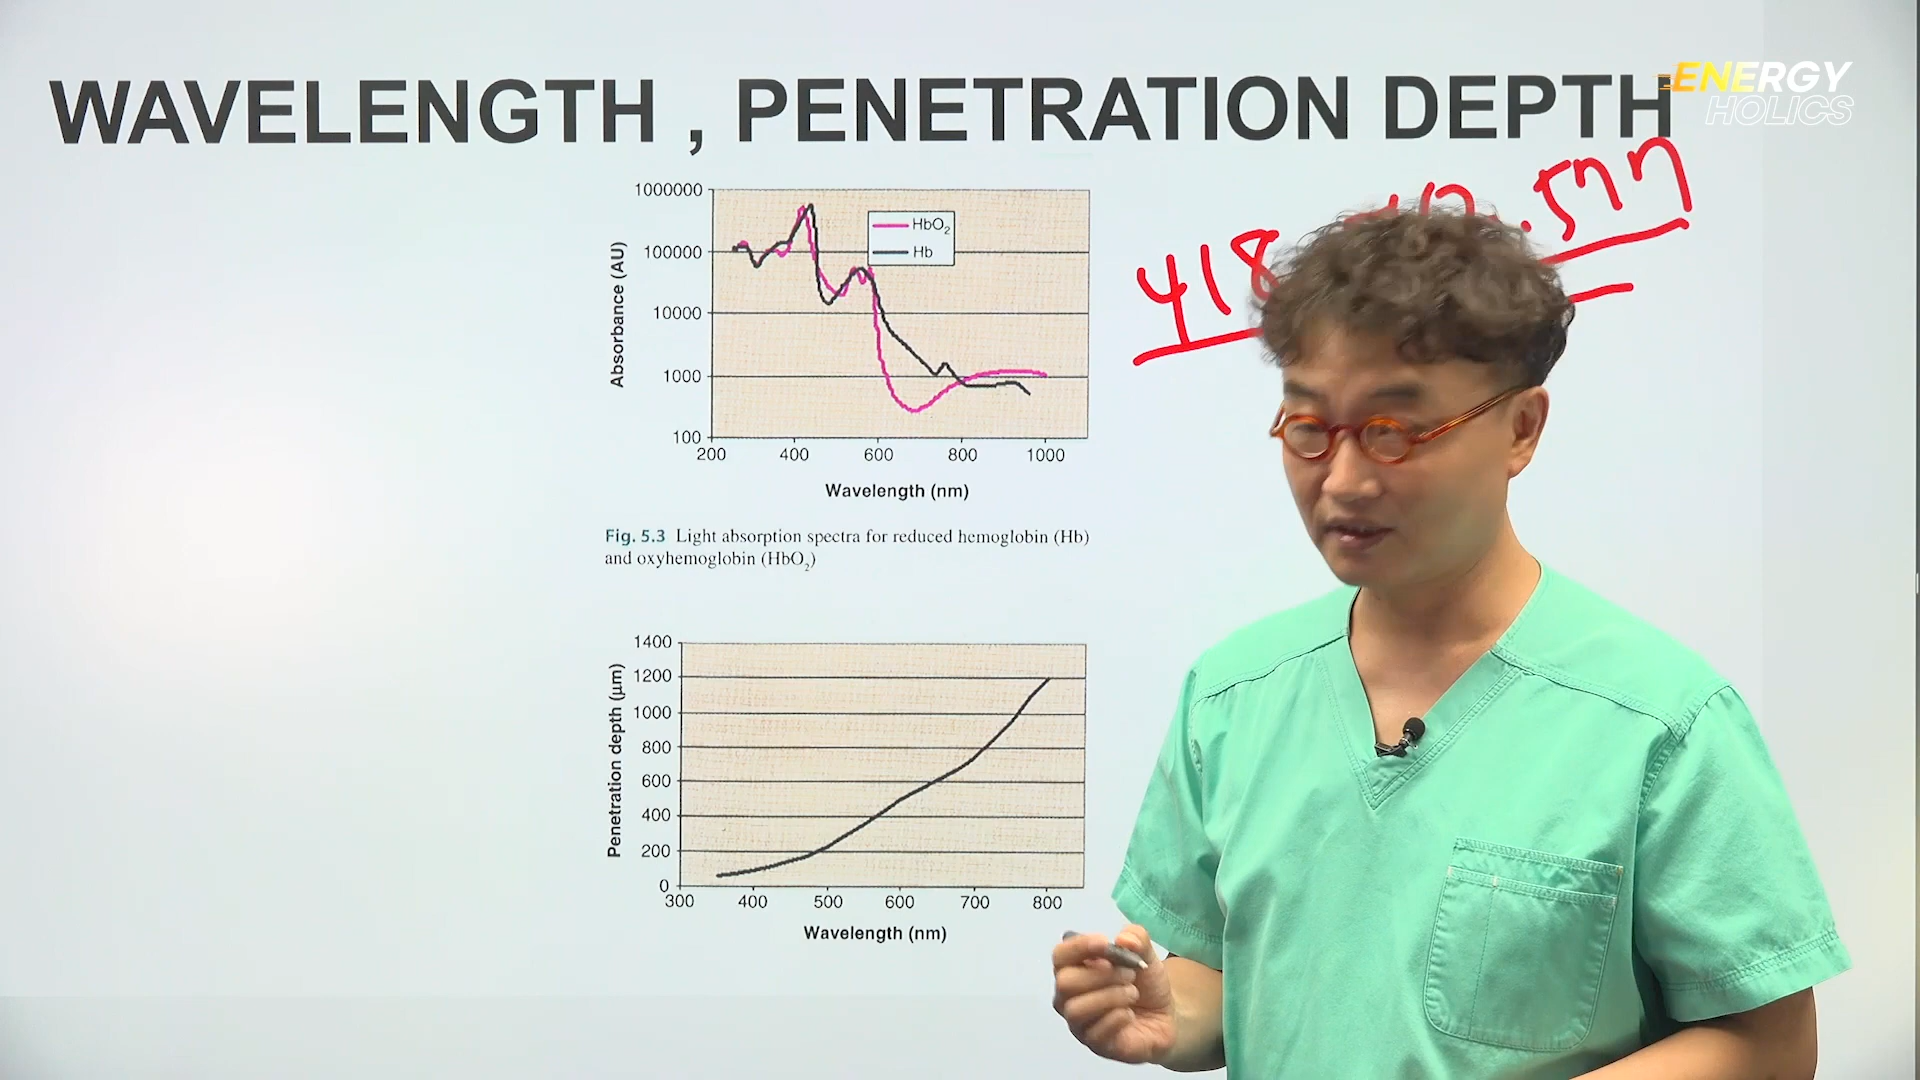 WAVELENGTH , PENETRATION DEPTH
ENERGY
HOLICS
418
.577
1000000
100000
10000
1000
100
Absorbance (AU)
HbO2
Hb
200 400 600 800 1000
Wavelength (nm)
Fig. 5.3 Light absorption spectra for reduced hemoglobin (Hb)
and oxyhemoglobin (HbO2)
1400
1200
1000
800
600
400
200
0
Penetration depth (µm)
300 400 500 600 700 800
Wavelength (nm)